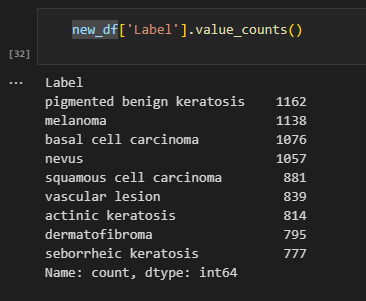 new_df['Label'].value_counts()
[32]
... Label
pigmented benign keratosis 1162
melanoma 1138
basal cell carcinoma 1076
nevus 1057
squamous cell carcinoma 881
vascular lesion 839
actinic keratosis 814
dermatofibroma 795
seborrheic keratosis 777
Name: count, dtype: int64